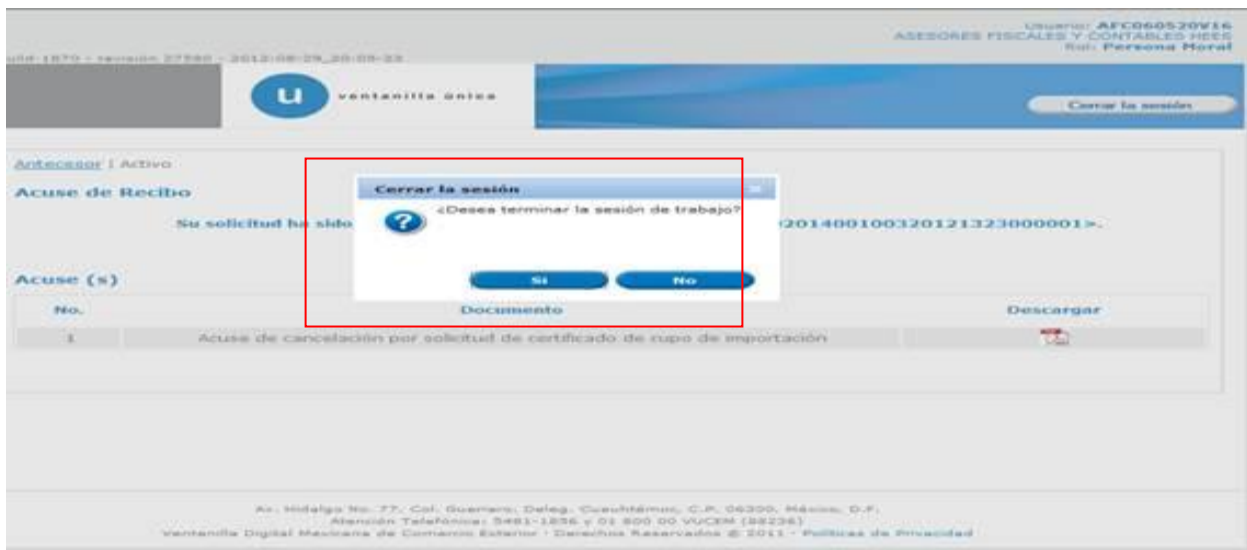 Usuario: AFC060520V16
ASESORES FISCALES Y CONTABLES HEES
Rol: Persona Moral
ventanilla única
Cerrar la sesión
Antecesor | Activo
Acuse de Recibo
Cerrar la sesión
¿Desea terminar la sesión de trabajo?
Su solicitud ha sido 201400100320121323000001>.
Si No
Acuse (s)
No. Documento Descargar
1 Acuse de cancelación por solicitud de certificado de cupo de importación
Av. Hidalgo No. 77, Col. Guerrero, Deleg. Cuauhtémoc, C.P. 06300, México, D.F.
Atención Telefónica: 5481-1856 y 01 800 00 VUCEM (88236)
Ventanilla Digital Mexicana de Comercio Exterior - Derechos Reservados © 2011 - Políticas de Privacidad